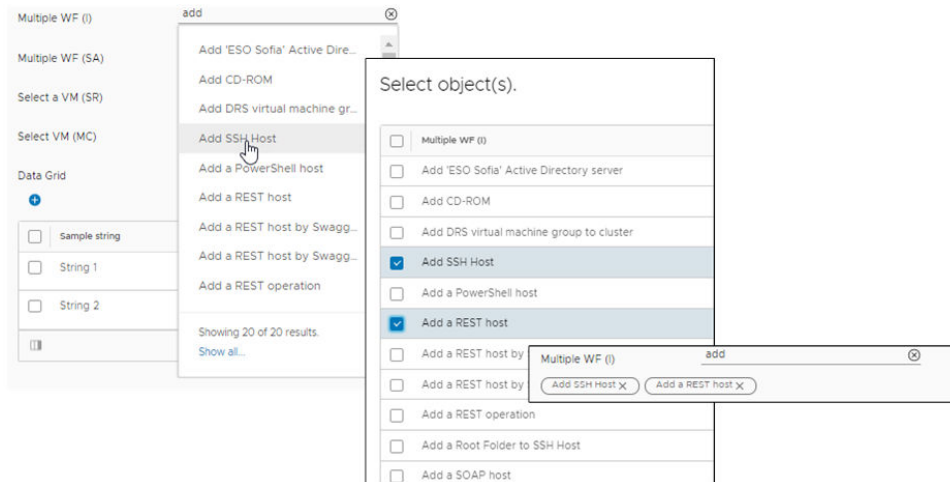 Multiple WF (I)
add
Multiple WF (SA)
Select a VM (SR)
Select VM (MC)
Data Grid
Sample string
String 1
String 2
Add 'ESO Sofia' Active Dire...
Add CD-ROM
Add DRS virtual machine gr...
Add SSH Host
Add a PowerShell host
Add a REST host
Add a REST host by Swagg...
Add a REST host by Swagg...
Add a REST operation
Showing 20 of 20 results.
Show all...
Select object(s).
Multiple WF (I)
Add 'ESO Sofia' Active Directory server
Add CD-ROM
Add DRS virtual machine group to cluster
Add SSH Host
Add a PowerShell host
Add a REST host
Add a REST host by
Add a REST host by
Add a REST operation
Add a Root Folder to SSH Host
Add a SOAP host
Multiple WF (I)
add
Add SSH Host
Add a REST host